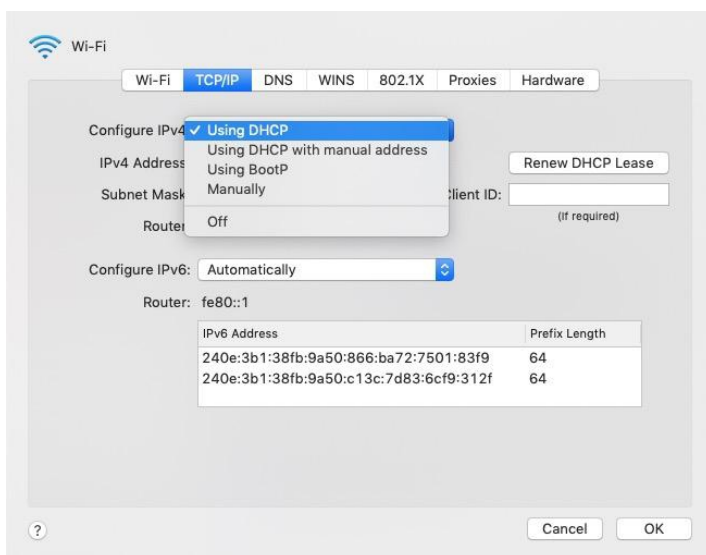 Wi-Fi
Wi-Fi TCP/IP DNS WINS 802.1X Proxies Hardware
Configure IPv4
✓ Using DHCP
Using DHCP with manual address
Using BootP
Manually
Off
IPv4 Address
Renew DHCP Lease
Subnet Mask
Client ID:
(If required)
Router
Configure IPv6: Automatically
Router: fe80::1
IPv6 Address Prefix Length
240e:3b1:38fb:9a50:866:ba72:7501:83f9 64
240e:3b1:38fb:9a50:c13c:7d83:6cf9:312f 64
? Cancel OK